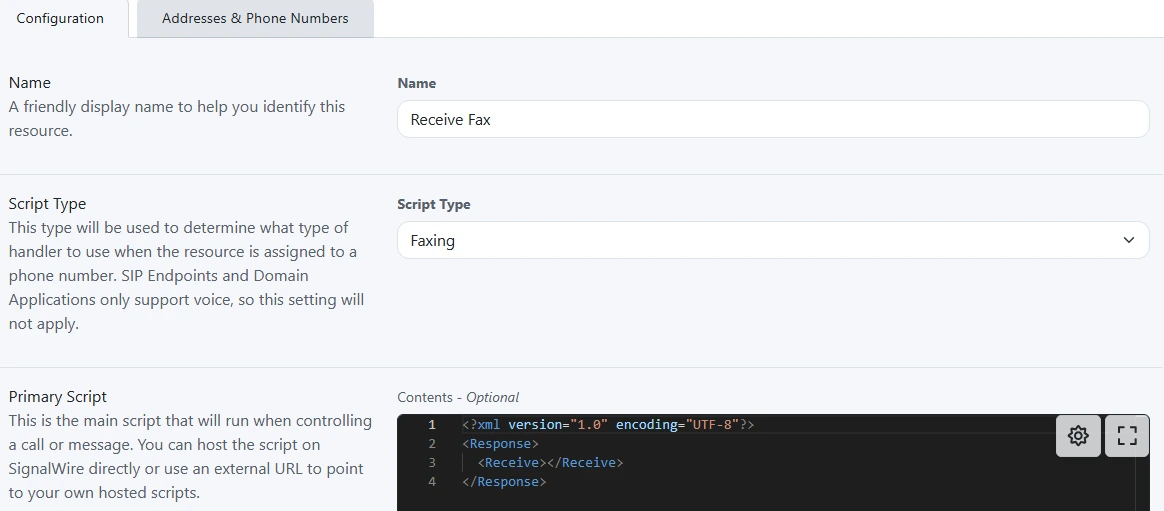 Configuration
Addresses & Phone Numbers
Name
A friendly display name to help you identify this
resource.
Name
Receive Fax
Script Type
This type will be used to determine what type of
handler to use when the resource is assigned to a
phone number. SIP Endpoints and Domain
Applications only support voice, so this setting will
not apply.
Script Type
Faxing
Primary Script
This is the main script that will run when controlling
a call or message. You can host the script on
SignalWire directly or use an external URL to point
to your own hosted scripts.
Contents - Optional
1 <?xml version="1.0" encoding="UTF-8"?>
2 <Response>
3 <Receive></Receive>
4 </Response>